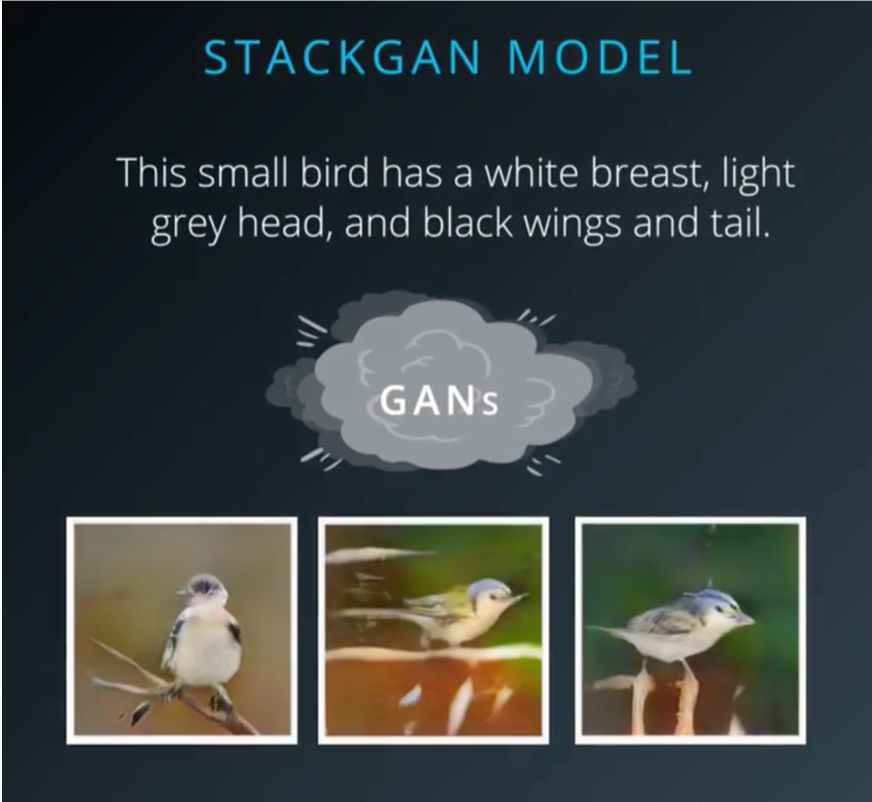 STACKGAN MODEL
This small bird has a white breast, light
grey head, and black wings and tail.
GANs